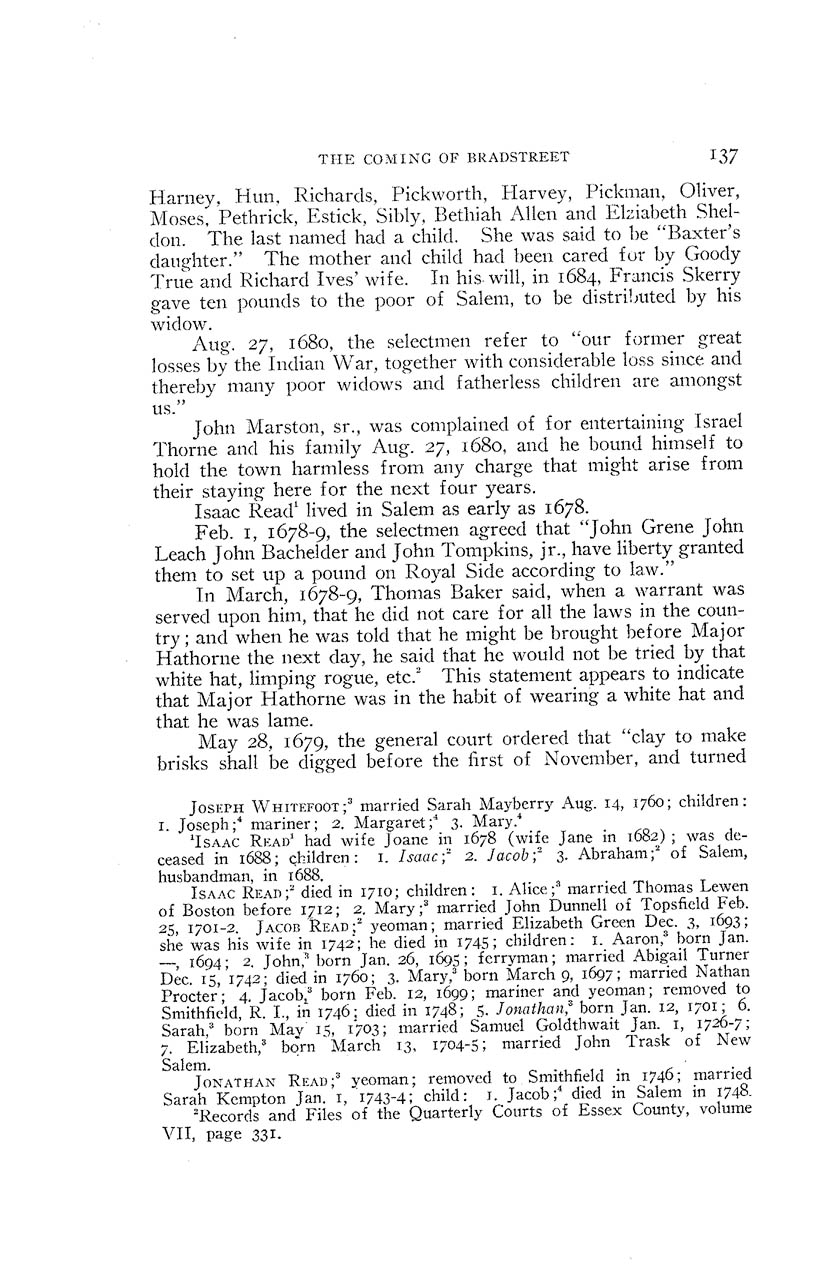 THE COMING OF BRADSTREET 137
Harney, Hun, Richards, Pickworth, Harvey, Pickman, Oliver,
Moses, Pethrick, Estick, Sibly, Bethiah Allen and Elziabeth Shel-
don. The last named had a child. She was said to be “Baxter's
daughter.” The mother and child had been cared for by Goody
True and Richard Ives' wife. In his will, in 1684, Francis Skerry
gave ten pounds to the poor of Salem, to be distributed by his
widow.
Aug. 27, 1680, the selectmen refer to “our former great
losses by the Indian War, together with considerable loss since and
thereby many poor widows and fatherless children are amongst
us.”
John Marston, sr., was complained of for entertaining Israel
Thorne and his family Aug. 27, 1680, and he bound himself to
hold the town harmless from any charge that might arise from
their staying here for the next four years.
Isaac Read¹ lived in Salem as early as 1678.
Feb. 1, 1678-9, the selectmen agreed that “John Grene John
Leach John Bachelder and John Tompkins, jr., have liberty granted
them to set up a pound on Royal Side according to law.”
In March, 1678-9, Thomas Baker said, when a warrant was
served upon him, that he did not care for all the laws in the coun-
try; and when he was told that he might be brought before Major
Hathorne the next day, he said that he would not be tried by that
white hat, limping rogue, etc.² This statement appears to indicate
that Major Hathorne was in the habit of wearing a white hat and
that he was lame.
May 28, 1679, the general court ordered that “clay to make
brisks shall be digged before the first of November, and turned
JOSEPH WHITEFOOT;³ married Sarah Mayberry Aug. 14, 1760; children:
1. Joseph;⁴ mariner; 2. Margaret;⁴ 3. Mary.⁴
¹ISAAC READ¹ had wife Joane in 1678 (wife Jane in 1682); was de-
ceased in 1688; children: 1. Isaac;² 2. Jacob;² 3. Abraham;² of Salem,
husbandman, in 1688.
ISAAC READ;² died in 1710; children: 1. Alice;³ married Thomas Lewen
of Boston before 1712; 2. Mary;³ married John Dunnell of Topsfield Feb.
25, 1701-2. JACOB READ;² yeoman; married Elizabeth Green Dec. 3, 1693;
she was his wife in 1742; he died in 1745; children: 1. Aaron,³ born Jan.
—, 1694; 2. John,³ born Jan. 26, 1695; ferryman; married Abigail Turner
Dec. 15, 1742; died in 1760; 3. Mary,³ born March 9, 1697; married Nathan
Procter; 4. Jacob,³ born Feb. 12, 1699; mariner and yeoman; removed to
Smithfield, R. I., in 1746; died in 1748; 5. Jonathan,³ born Jan. 12, 1701; 6.
Sarah,³ born May 15, 1703; married Samuel Goldthwait Jan. 1, 1726-7;
7. Elizabeth,³ born March 13, 1704-5; married John Trask of New
Salem.
JONATHAN READ;³ yeoman; removed to Smithfield in 1746; married
Sarah Kempton Jan. 1, 1743-4; child: 1. Jacob;⁴ died in Salem in 1748.
²Records and Files of the Quarterly Courts of Essex County, volume
VII, page 331.